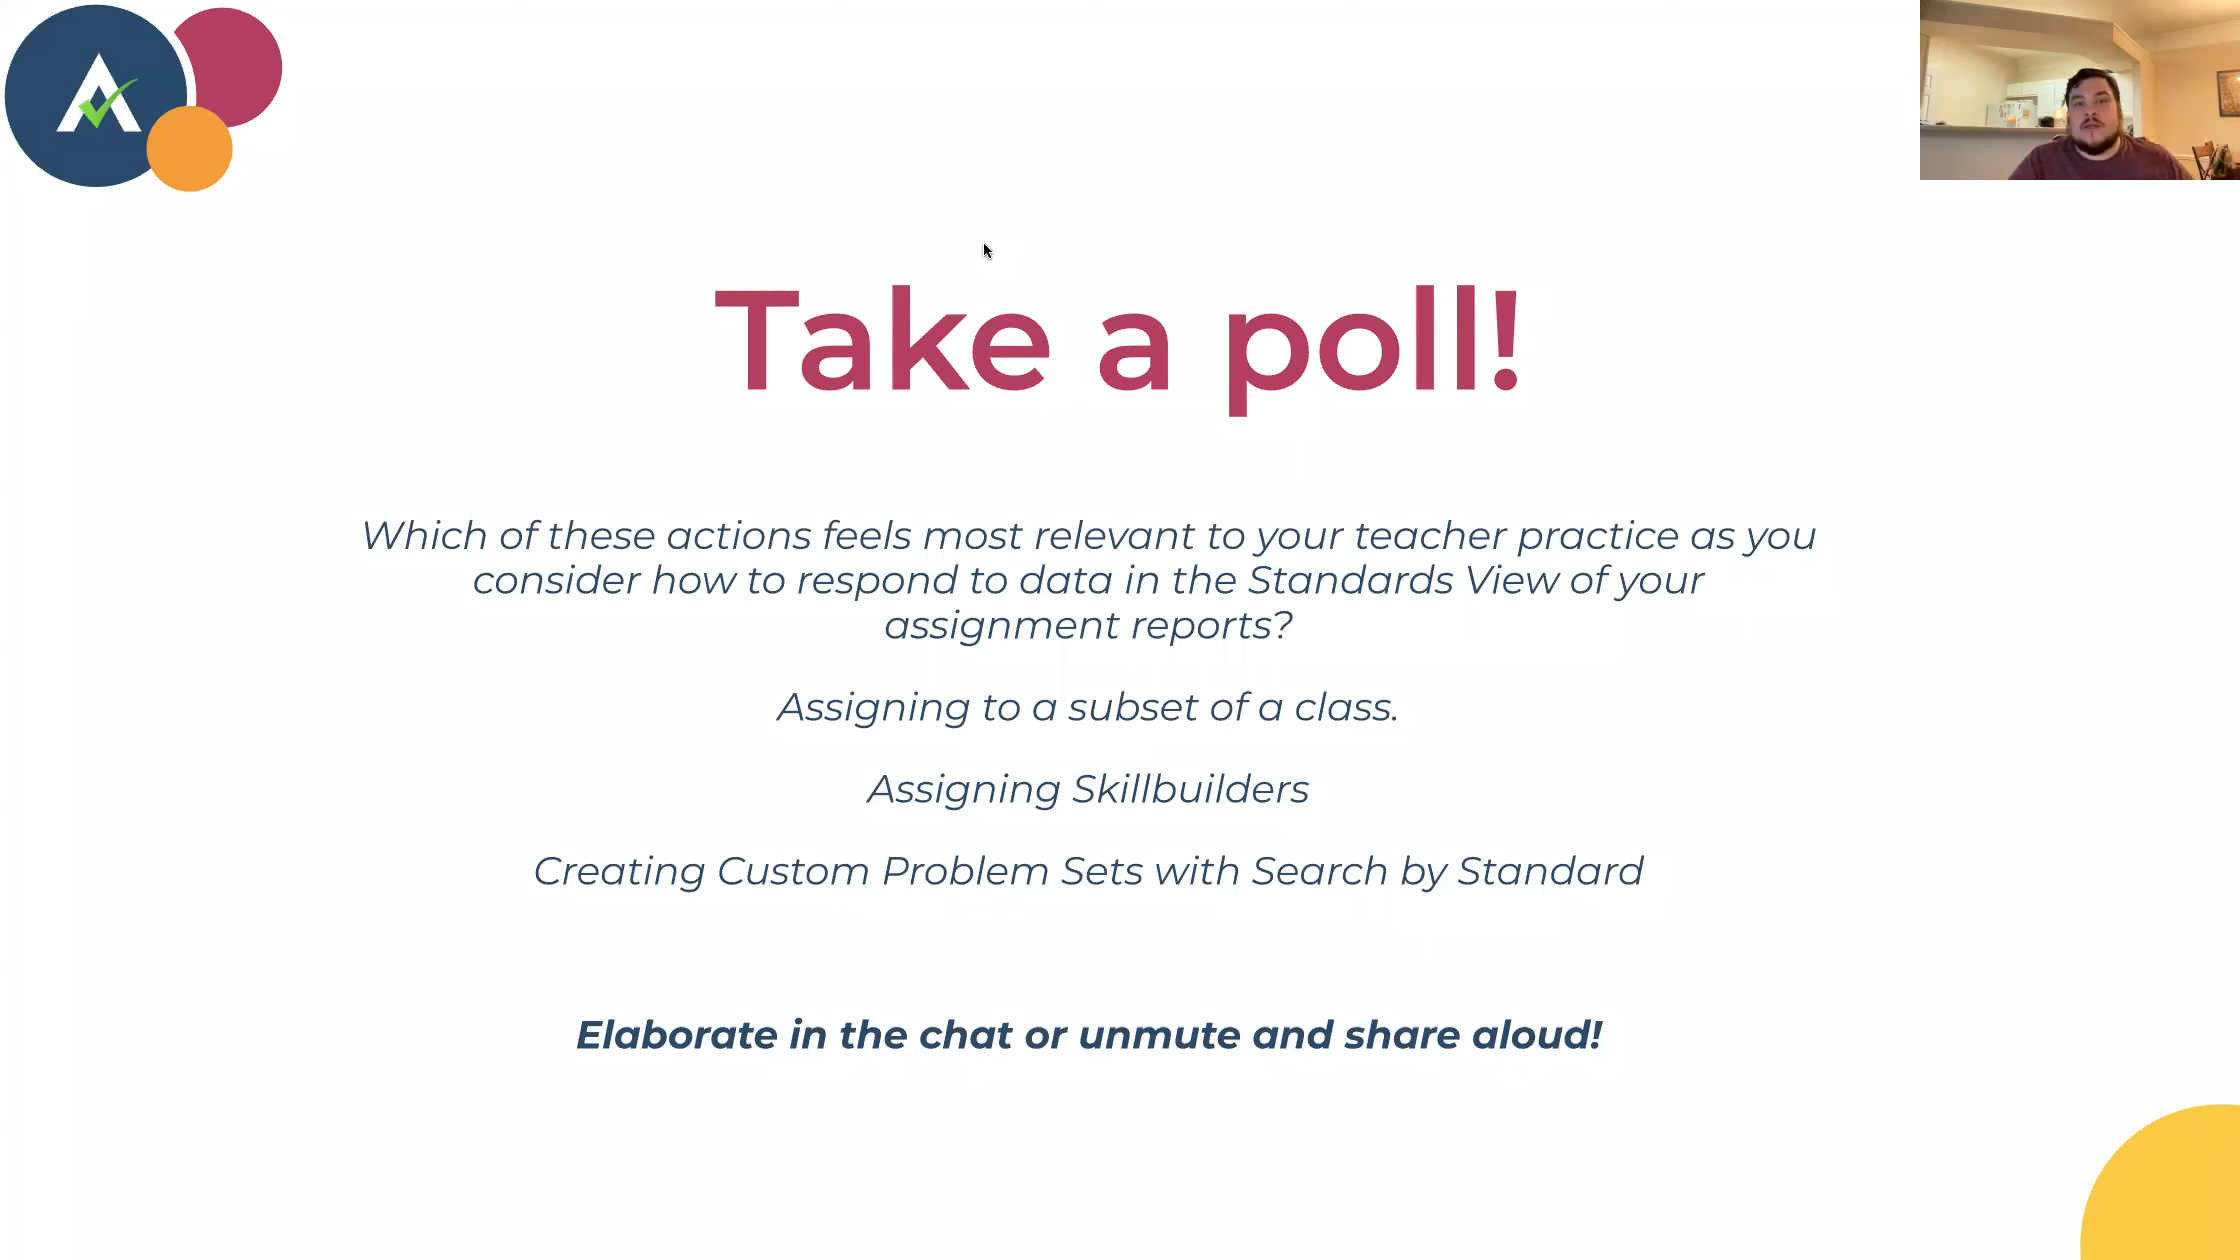 Take a poll!
Which of these actions feels most relevant to your teacher practice as you
consider how to respond to data in the Standards View of your
assignment reports?
Assigning to a subset of a class.
Assigning Skillbuilders
Creating Custom Problem Sets with Search by Standard
Elaborate in the chat or unmute and share aloud!